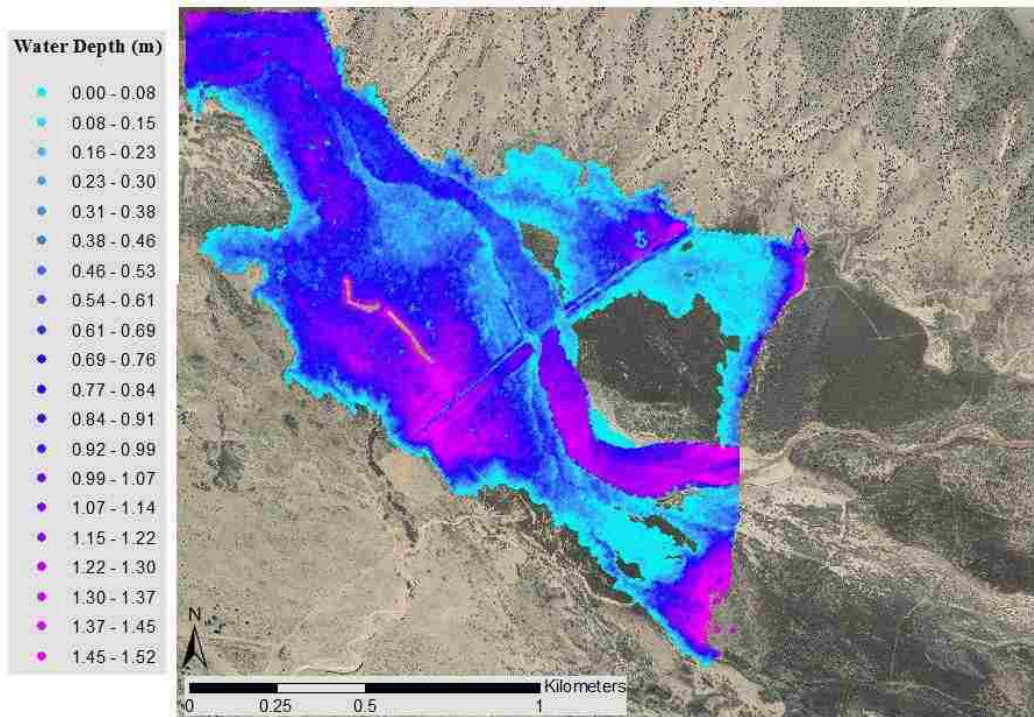 Water Depth (m)
0.00 - 0.08
0.08 - 0.15
0.16 - 0.23
0.23 - 0.30
0.31 - 0.38
0.38 - 0.46
0.46 - 0.53
0.54 - 0.61
0.61 - 0.69
0.69 - 0.76
0.77 - 0.84
0.84 - 0.91
0.92 - 0.99
0.99 - 1.07
1.07 - 1.14
1.15 - 1.22
1.22 - 1.30
1.30 - 1.37
1.37 - 1.45
1.45 - 1.52
N
Kilometers
0 0.25 0.5 1